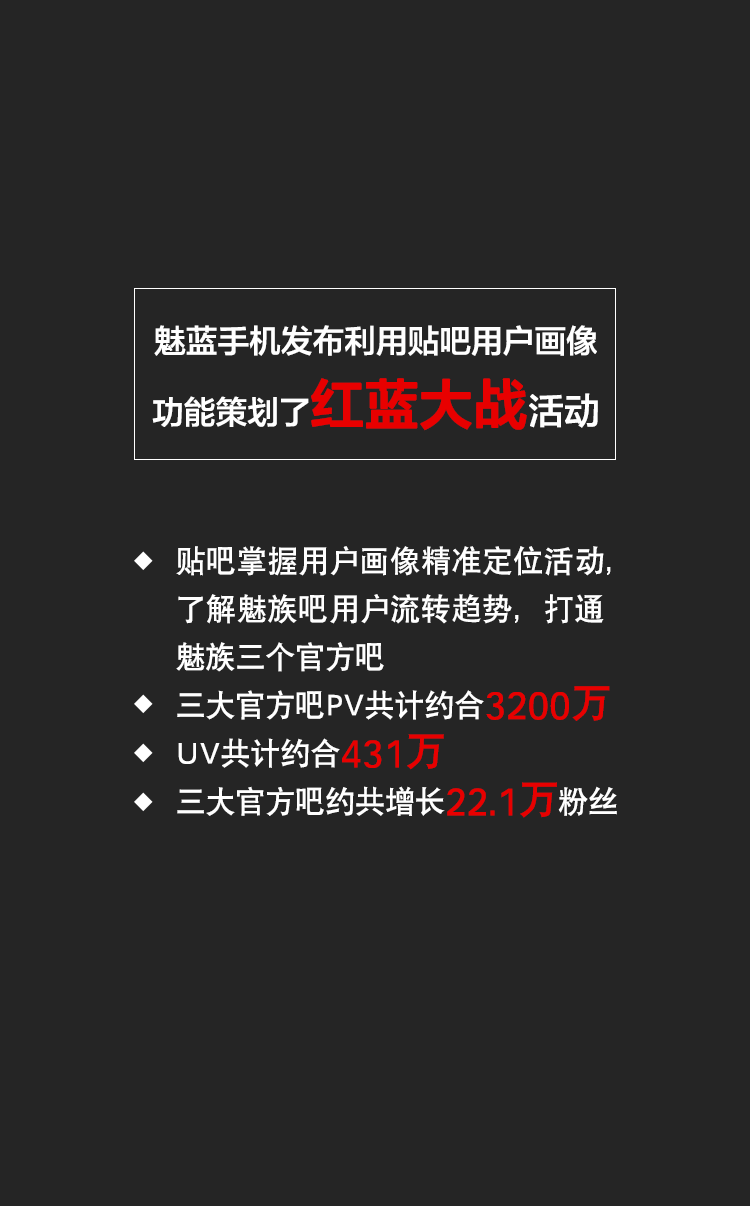 魅蓝手机发布利用贴吧用户画像
功能策划了红蓝大战活动
◆ 贴吧掌握用户画像精准定位活动,
了解魅族吧用户流转趋势，打通
魅族三个官方吧
◆ 三大官方吧PV共计约合3200万
◆ UV共计约合431万
◆ 三大官方吧约共增长22.1万粉丝